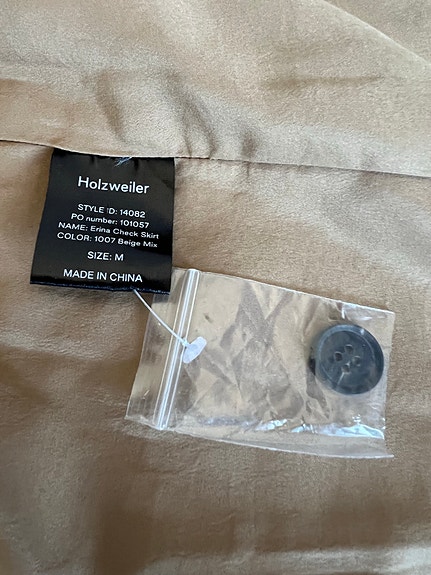 Holzweiler
STYLE ID: 14082
PO number: 101057
NAME: Erina Check Skirt
COLOR: 1007 Beige Mix
SIZE: M
MADE IN CHINA